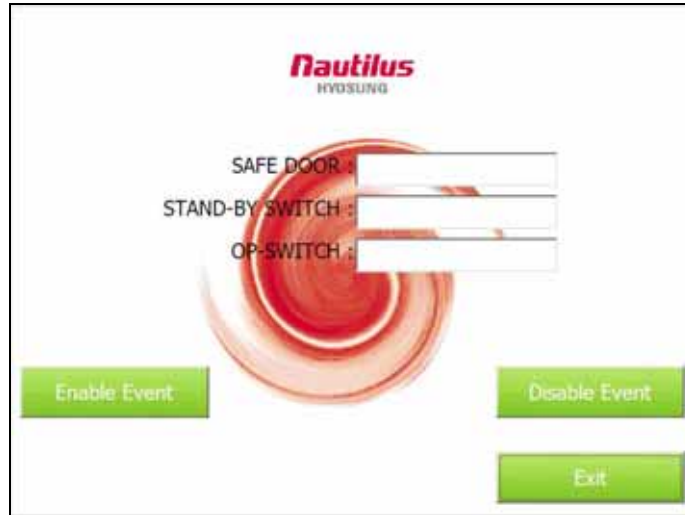 Nautilus
HYOSUNG
SAFE DOOR :
STAND-BY SWITCH :
OP-SWITCH :
Enable Event
Disable Event
Exit